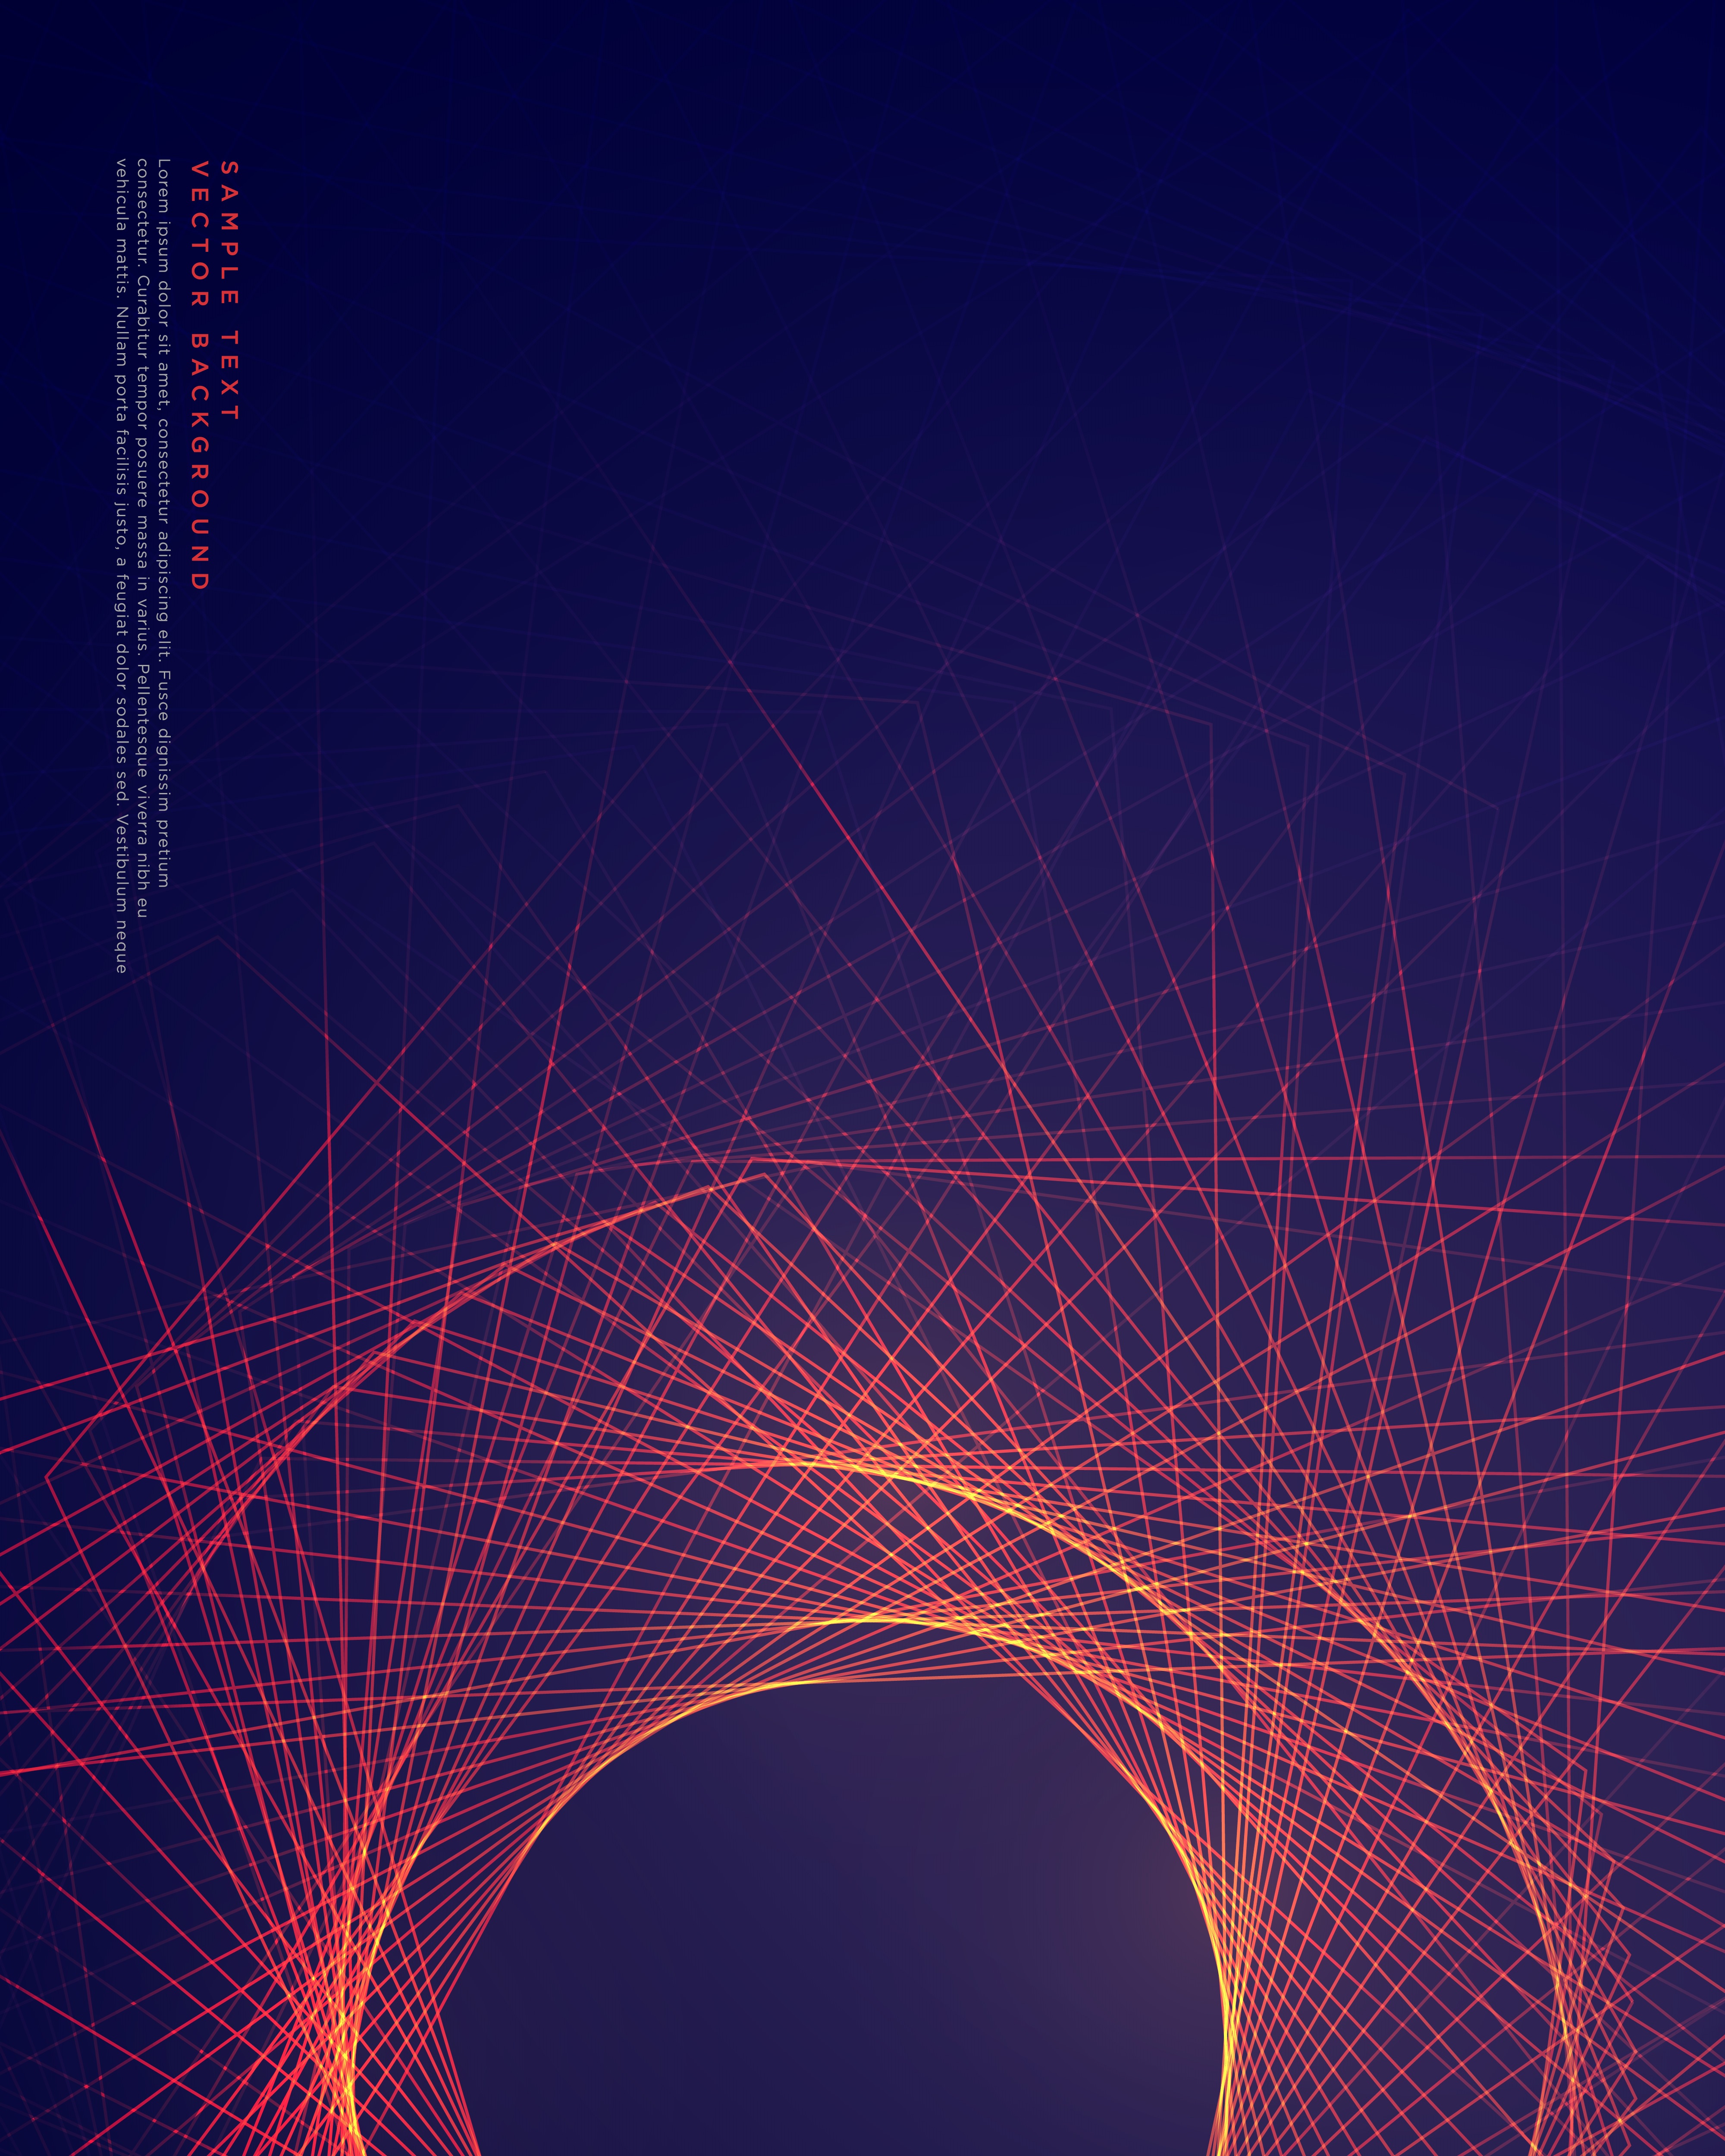 SAMPLE TEXT
VECTOR BACKGROUND
Lorem ipsum dolor sit amet, consectetur adipiscing elit. Fusce dignissim pretium
consectetur. Curabitur tempor posuere massa in varius. Pellentesque viverra nibh eu
vehicula mattis. Nullam porta facilisis justo, a feugiat dolor sodales sed. Vestibulum neque